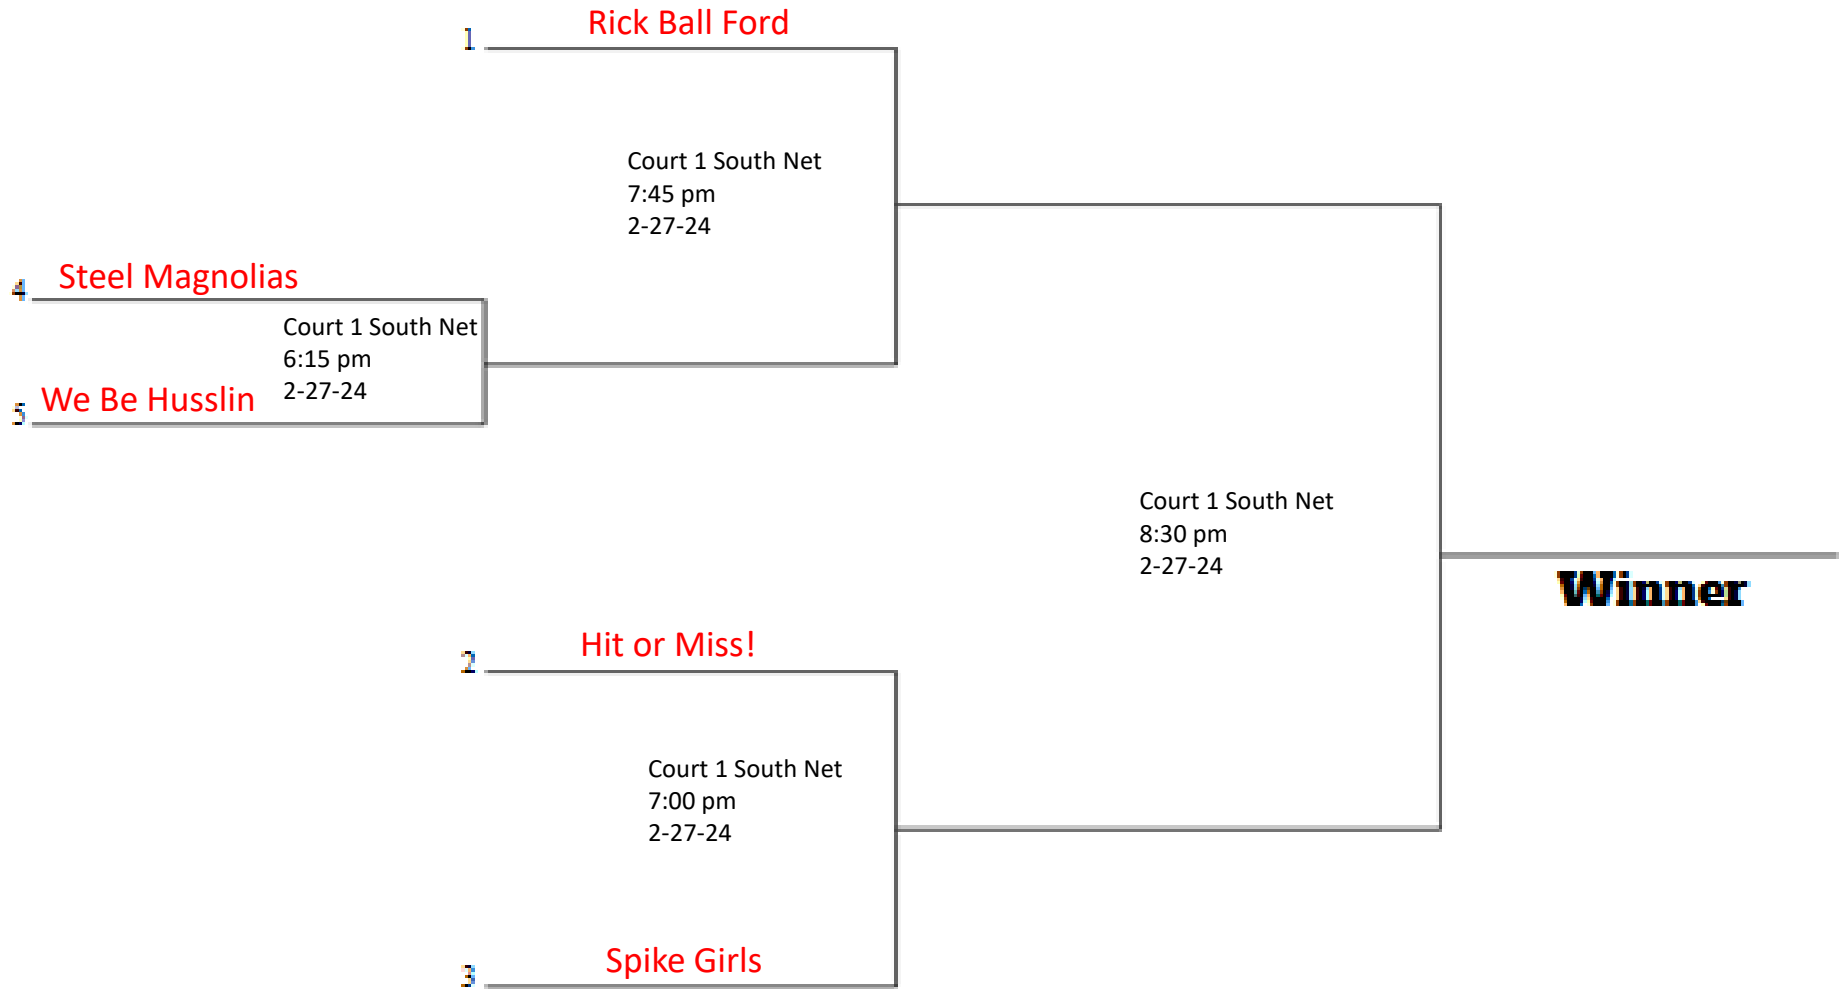 1 Rick Ball Ford
Court 1 South Net
7:45 pm
2-27-24
4 Steel Magnolias
Court 1 South Net
6:15 pm
2-27-24
5 We Be Husslin
Court 1 South Net
8:30 pm
2-27-24
Winner
2 Hit or Miss!
Court 1 South Net
7:00 pm
2-27-24
3 Spike Girls